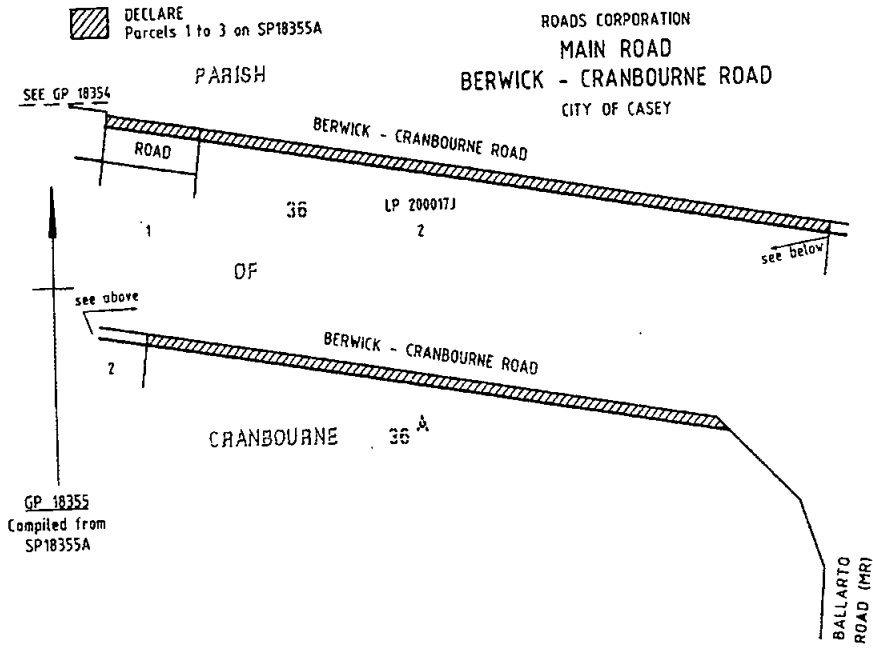 DECLARE
Parcels 1 to 3 on SP18355A
ROADS CORPORATION
MAIN ROAD
BERWICK - CRANBOURNE ROAD
CITY OF CASEY
PARISH
SEE GP 18354
BERWICK - CRANBOURNE ROAD
ROAD
36
LP 200017J
1
2
see below
OF
see above
BERWICK - CRANBOURNE ROAD
2
CRANBOURNE
36 A
GP 18355
Compiled from
SP18355A
BALLARTO
ROAD (MR)